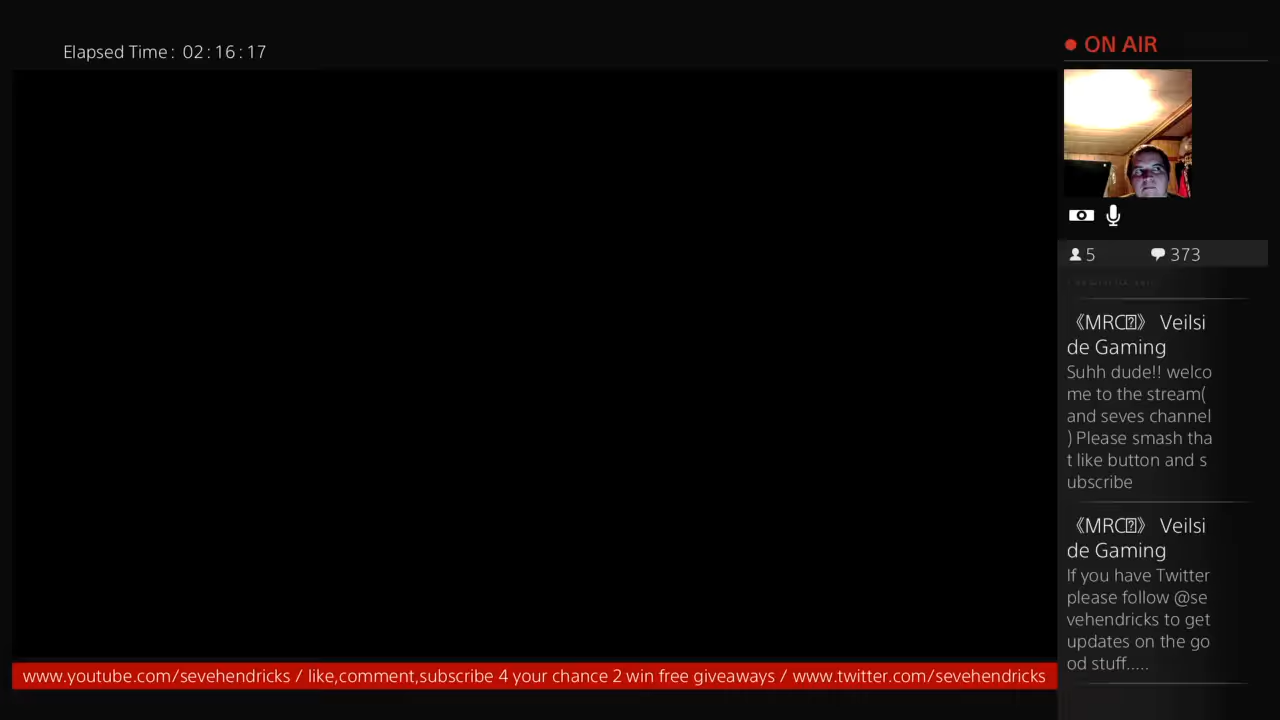 Elapsed Time: 02:16:17
ON AIR
5 373
《MRC⍰》 Veilsi
de Gaming
Suhh dude!! welco
me to the stream(
and seves channel
) Please smash tha
t like button and s
ubscribe
《MRC⍰》 Veilsi
de Gaming
If you have Twitter
please follow @se
vehendricks to get
updates on the go
od stuff.....
www.youtube.com/sevehendricks / like,comment,subscribe 4 your chance 2 win free giveaways / www.twitter.com/sevehendricks